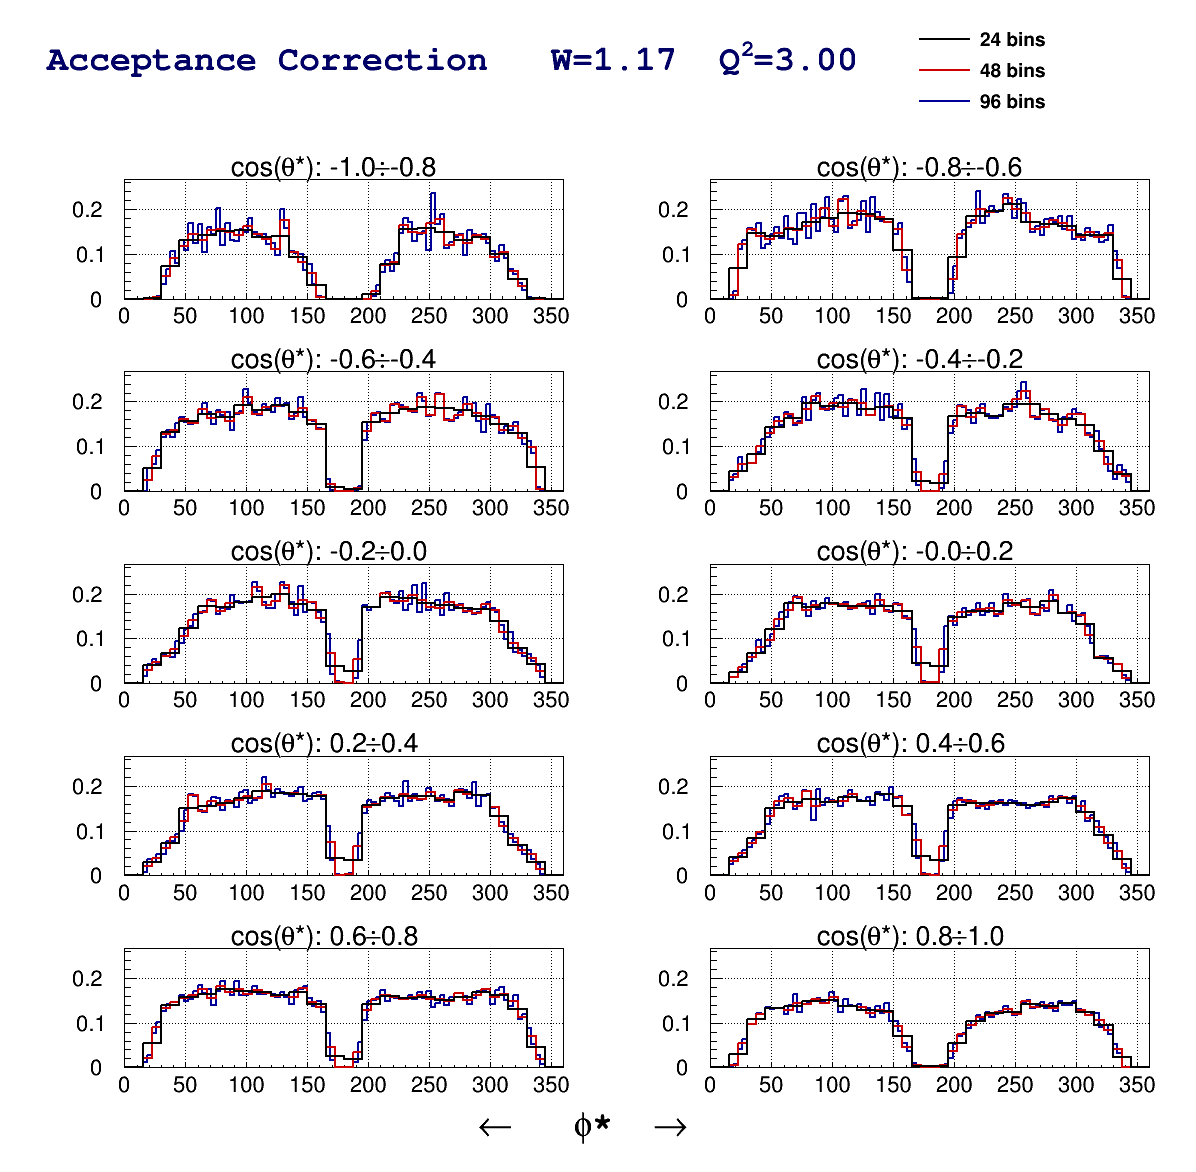 Acceptance Correction W=1.17 Q²=3.00
24 bins
48 bins
96 bins
cos(θ*): -1.0÷-0.8
0.2
0.1
0
0 50 100 150 200 250 300 350
cos(θ*): -0.8÷-0.6
0.2
0.1
0
0 50 100 150 200 250 300 350
cos(θ*): -0.6÷-0.4
0.2
0.1
0
0 50 100 150 200 250 300 350
cos(θ*): -0.4÷-0.2
0.2
0.1
0
0 50 100 150 200 250 300 350
cos(θ*): -0.2÷0.0
0.2
0.1
0
0 50 100 150 200 250 300 350
cos(θ*): -0.0÷0.2
0.2
0.1
0
0 50 100 150 200 250 300 350
cos(θ*): 0.2÷0.4
0.2
0.1
0
0 50 100 150 200 250 300 350
cos(θ*): 0.4÷0.6
0.2
0.1
0
0 50 100 150 200 250 300 350
cos(θ*): 0.6÷0.8
0.2
0.1
0
0 50 100 150 200 250 300 350
cos(θ*): 0.8÷1.0
0.2
0.1
0
0 50 100 150 200 250 300 350
← ϕ* →